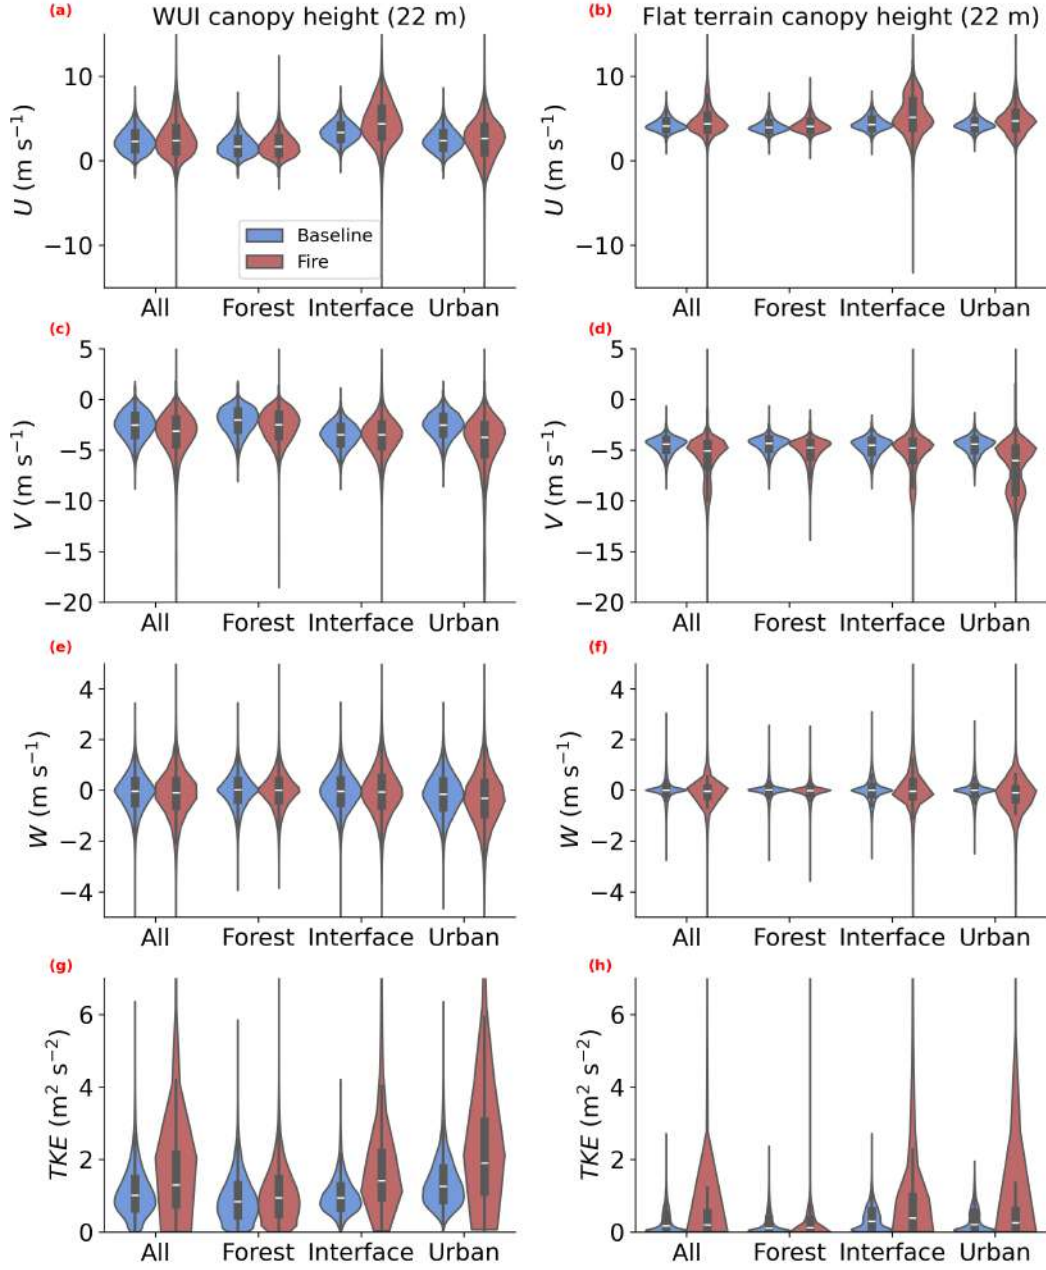 (a) WUI canopy height (22 m)
(b) Flat terrain canopy height (22 m)
U (m s⁻¹)
10
0
−10
Baseline
Fire
All Forest Interface Urban
U (m s⁻¹)
10
0
−10
All Forest Interface Urban
(c)
V (m s⁻¹)
5
0
−5
−10
−15
−20
All Forest Interface Urban
(d)
V (m s⁻¹)
5
0
−5
−10
−15
−20
All Forest Interface Urban
(e)
W (m s⁻¹)
4
2
0
−2
−4
All Forest Interface Urban
(f)
W (m s⁻¹)
4
2
0
−2
−4
All Forest Interface Urban
(g)
TKE (m² s⁻²)
6
4
2
0
All Forest Interface Urban
(h)
TKE (m² s⁻²)
6
4
2
0
All Forest Interface Urban